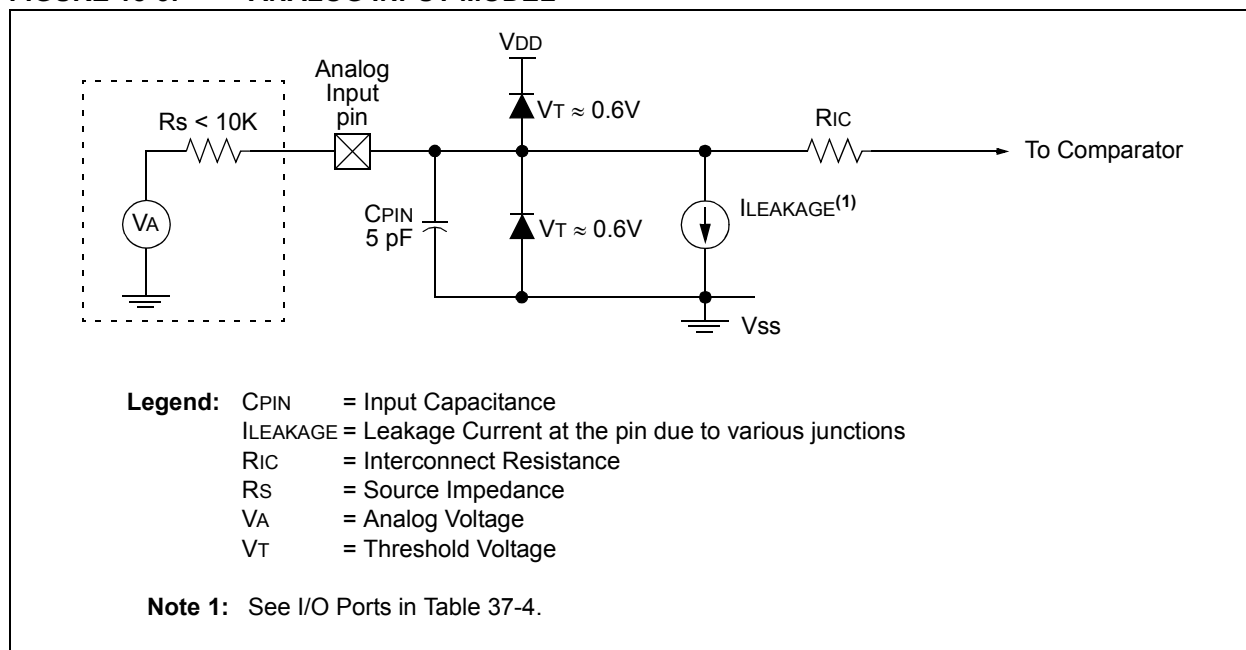 VDD
Analog
Input
pin
Rs < 10K
VT ≈ 0.6V
RIC
To Comparator
VA
CPIN
5 pF
VT ≈ 0.6V
ILEAKAGE(1)
Vss
Legend: CPIN = Input Capacitance
ILEAKAGE = Leakage Current at the pin due to various junctions
RIC = Interconnect Resistance
RS = Source Impedance
VA = Analog Voltage
VT = Threshold Voltage
Note 1: See I/O Ports in Table 37-4.